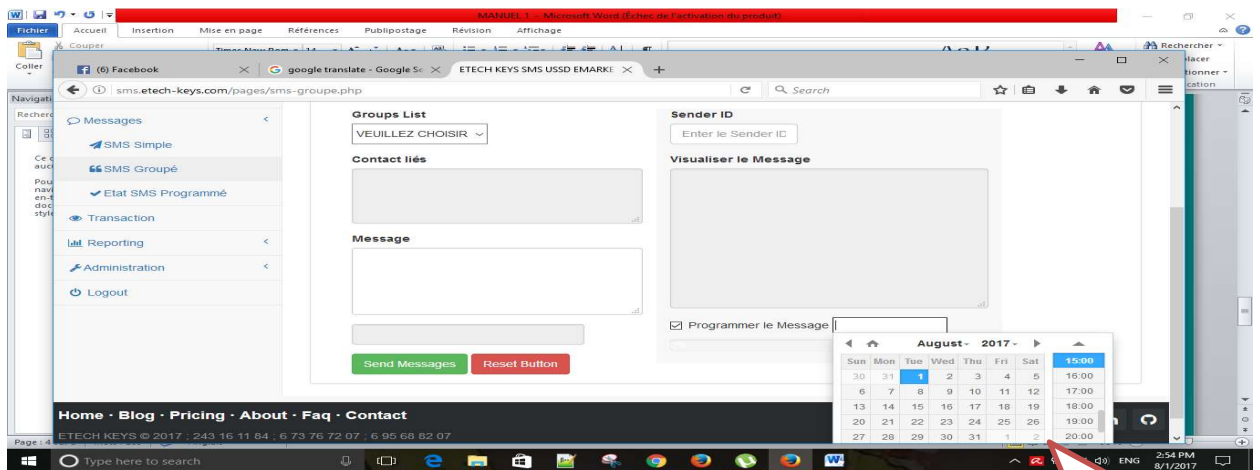 MANUEL 1 - Microsoft Word (Échec de l'activation du produit)
Fichier Accueil Insertion Mise en page Références Publipostage Révision Affichage
Couper
Rechercher
Coller
(6) Facebook
google translate - Google Se
ETECH KEYS SMS USSD EMARKE
sms.etech-keys.com/pages/sms-groupe.php
Search
Messages
SMS Simple
SMS Groupé
Etat SMS Programmé
Transaction
Reporting
Administration
Logout
Groups List
VEUILLEZ CHOISIR
Contact liés
Message
Send Messages Reset Button
Sender ID
Enter le Sender ID
Visualiser le Message
Programmer le Message
August 2017
Sun Mon Tue Wed Thu Fri Sat
30 31 1 2 3 4 5
6 7 8 9 10 11 12
13 14 15 16 17 18 19
20 21 22 23 24 25 26
27 28 29 30 31 1 2
15:00
16:00
17:00
18:00
19:00
20:00
Home · Blog · Pricing · About · Faq · Contact
ETECH KEYS © 2017 ; 243 16 11 84 ; 6 73 76 72 07 ; 6 95 68 82 07
Page : 4
Type here to search
ENG
2:54 PM
8/1/2017